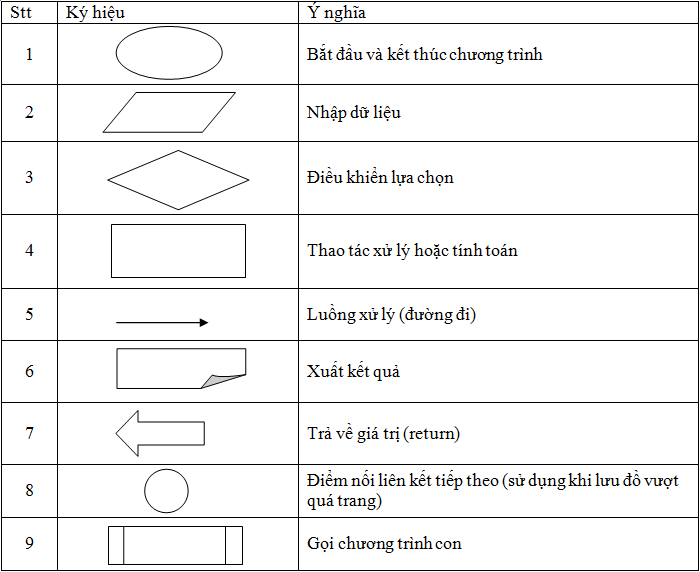 Stt Ký hiệu Ý nghĩa
1 Bắt đầu và kết thúc chương trình
2 Nhập dữ liệu
3 Điều khiển lựa chọn
4 Thao tác xử lý hoặc tính toán
5 Luồng xử lý (đường đi)
6 Xuất kết quả
7 Trả về giá trị (return)
8 Điểm nối liên kết tiếp theo (sử dụng khi lưu đồ vượt
quá trang)
9 Gọi chương trình con